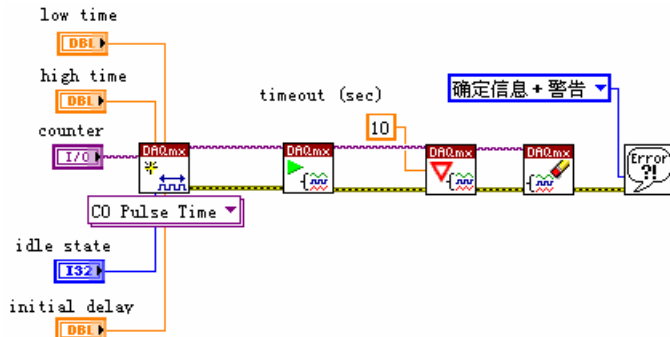 low time
DBL
high time
DBL
timeout (sec)
确定信息 + 警告
counter
10
I/O
DAQmx
DAQmx
DAQmx
DAQmx
Error
?!
CO Pulse Time
idle state
I32
initial delay
DBL